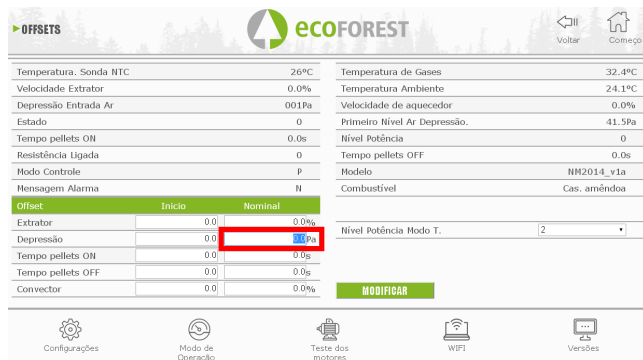 OFFSETS
ecoFOREST
Voltar
Começo
Temperatura. Sonda NTC 26ºC
Velocidade Extrator 0.0%
Depressão Entrada Ar 001Pa
Estado 0
Tempo pellets ON 0.0s
Resistência Ligada 0
Modo Controle P
Mensagem Alarma N
Temperatura de Gases 32.4ºC
Temperatura Ambiente 24.1ºC
Velocidade de aquecedor 0.0%
Primeiro Nível Ar Depressão. 41.5Pa
Nível Potência 0
Tempo pellets OFF 0.0s
Modelo NM2014_v1a
Combustível Cas. amêndoa
Offset Inicio Nominal
Extrator 0.0 0.0%
Depressão 0.0 0.0Pa
Tempo pellets ON 0.0 0.0s
Tempo pellets OFF 0.0 0.0s
Convector 0.0 0.0%
Nível Potência Modo T. 2
MODIFICAR
Configurações
Modo de
Operação
Teste dos
motores
WIFI
Versões